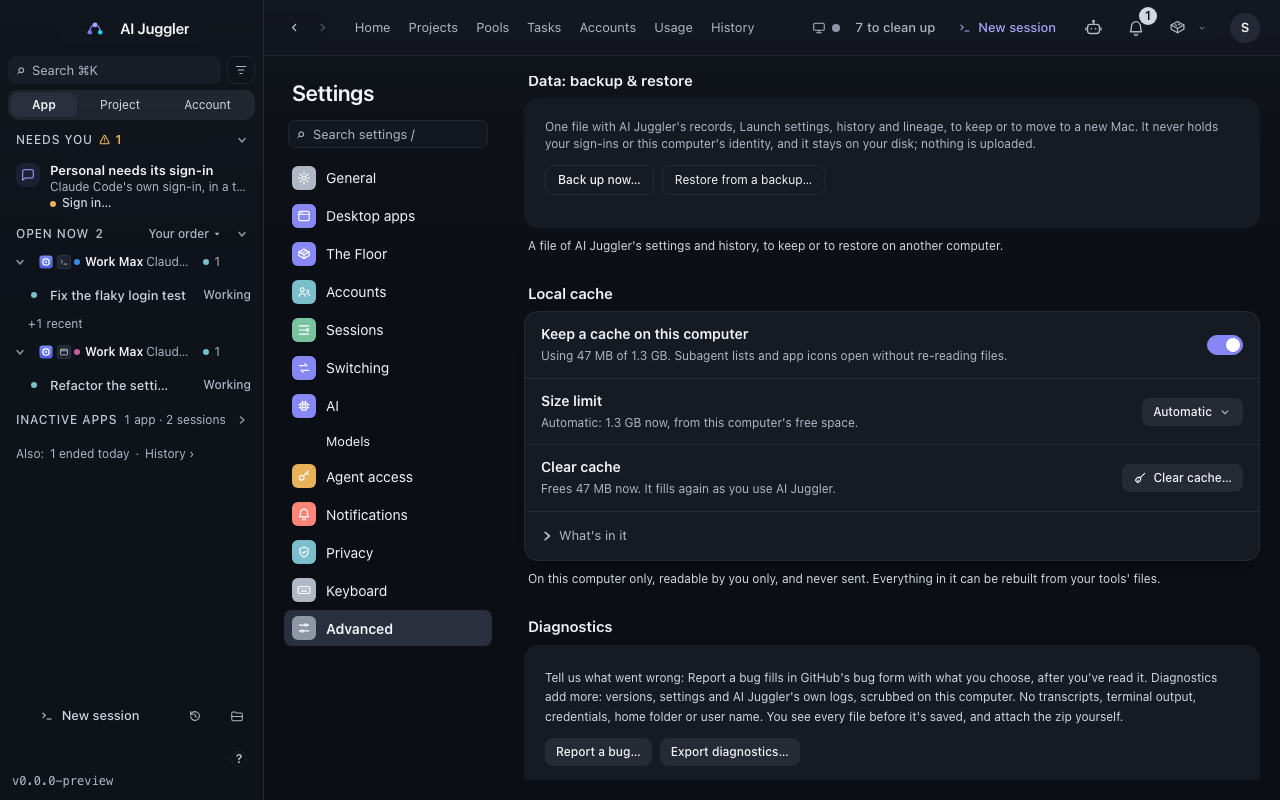 AI Juggler
Search ⌘K
App
Project
Account
NEEDS YOU 1
Personal needs its sign-in
Claude Code's own sign-in, in a t…
Sign in…
OPEN NOW 2
Your order
Work Max Claud… 1
Fix the flaky login test Working
+1 recent
Work Max Claud… 1
Refactor the setti… Working
INACTIVE APPS 1 app · 2 sessions
Also: 1 ended today · History ›
New session
?
v0.0.0-preview
Home
Projects
Pools
Tasks
Accounts
Usage
History
7 to clean up
New session
1
S
Settings
Search settings /
General
Desktop apps
The Floor
Accounts
Sessions
Switching
AI
Models
Agent access
Notifications
Privacy
Keyboard
Advanced
Data: backup & restore
One file with AI Juggler's records, Launch settings, history and lineage, to keep or to move to a new Mac. It never holds
your sign-ins or this computer's identity, and it stays on your disk; nothing is uploaded.
Back up now…
Restore from a backup…
A file of AI Juggler's settings and history, to keep or to restore on another computer.
Local cache
Keep a cache on this computer
Using 47 MB of 1.3 GB. Subagent lists and app icons open without re-reading files.
Size limit
Automatic: 1.3 GB now, from this computer's free space.
Automatic
Clear cache
Frees 47 MB now. It fills again as you use AI Juggler.
Clear cache…
What's in it
On this computer only, readable by you only, and never sent. Everything in it can be rebuilt from your tools' files.
Diagnostics
Tell us what went wrong: Report a bug fills in GitHub's bug form with what you choose, after you've read it. Diagnostics
add more: versions, settings and AI Juggler's own logs, scrubbed on this computer. No transcripts, terminal output,
credentials, home folder or user name. You see every file before it's saved, and attach the zip yourself.
Report a bug…
Export diagnostics…